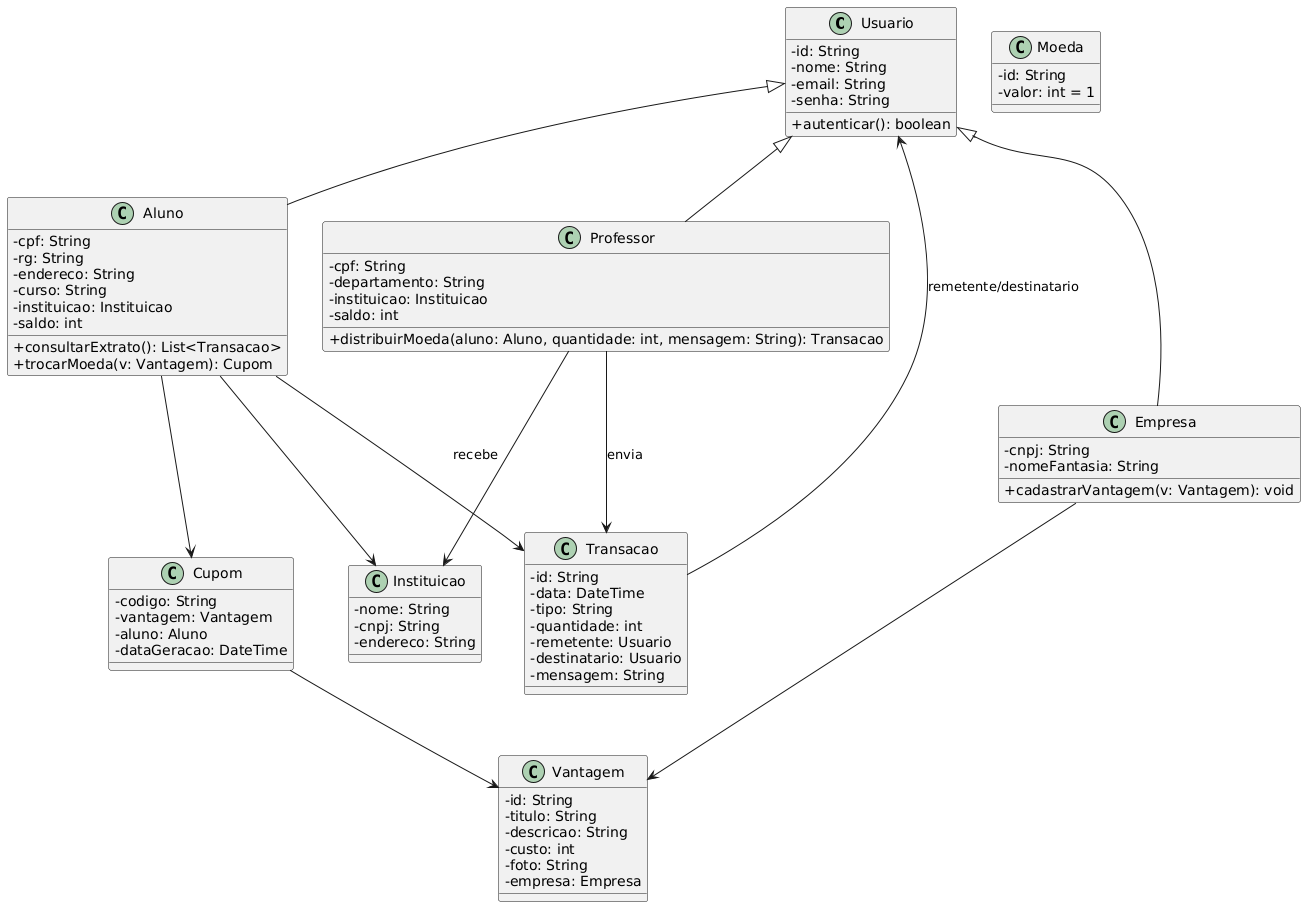 C Usuario
-id: String
-nome: String
-email: String
-senha: String
+autenticar(): boolean
C Moeda
-id: String
-valor: int = 1
C Aluno
-cpf: String
-rg: String
-endereco: String
-curso: String
-instituicao: Instituicao
-saldo: int
+consultarExtrato(): List<Transacao>
+trocarMoeda(v: Vantagem): Cupom
C Professor
-cpf: String
-departamento: String
-instituicao: Instituicao
-saldo: int
+distribuirMoeda(aluno: Aluno, quantidade: int, mensagem: String): Transacao
remetente/destinatario
C Empresa
-cnpj: String
-nomeFantasia: String
+cadastrarVantagem(v: Vantagem): void
recebe
envia
C Cupom
-codigo: String
-vantagem: Vantagem
-aluno: Aluno
-dataGeracao: DateTime
C Instituicao
-nome: String
-cnpj: String
-endereco: String
C Transacao
-id: String
-data: DateTime
-tipo: String
-quantidade: int
-remetente: Usuario
-destinatario: Usuario
-mensagem: String
C Vantagem
-id: String
-titulo: String
-descricao: String
-custo: int
-foto: String
-empresa: Empresa